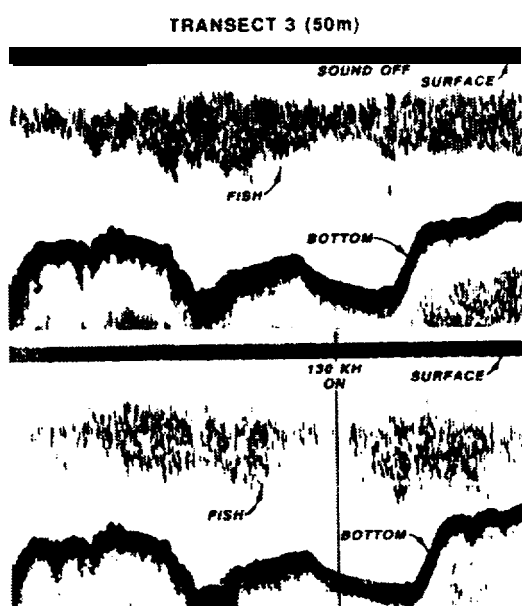 TRANSECT 3 (50m)
SOUND OFF
SURFACE
FISH
BOTTOM
130 KH
ON
SURFACE
FISH
BOTTOM